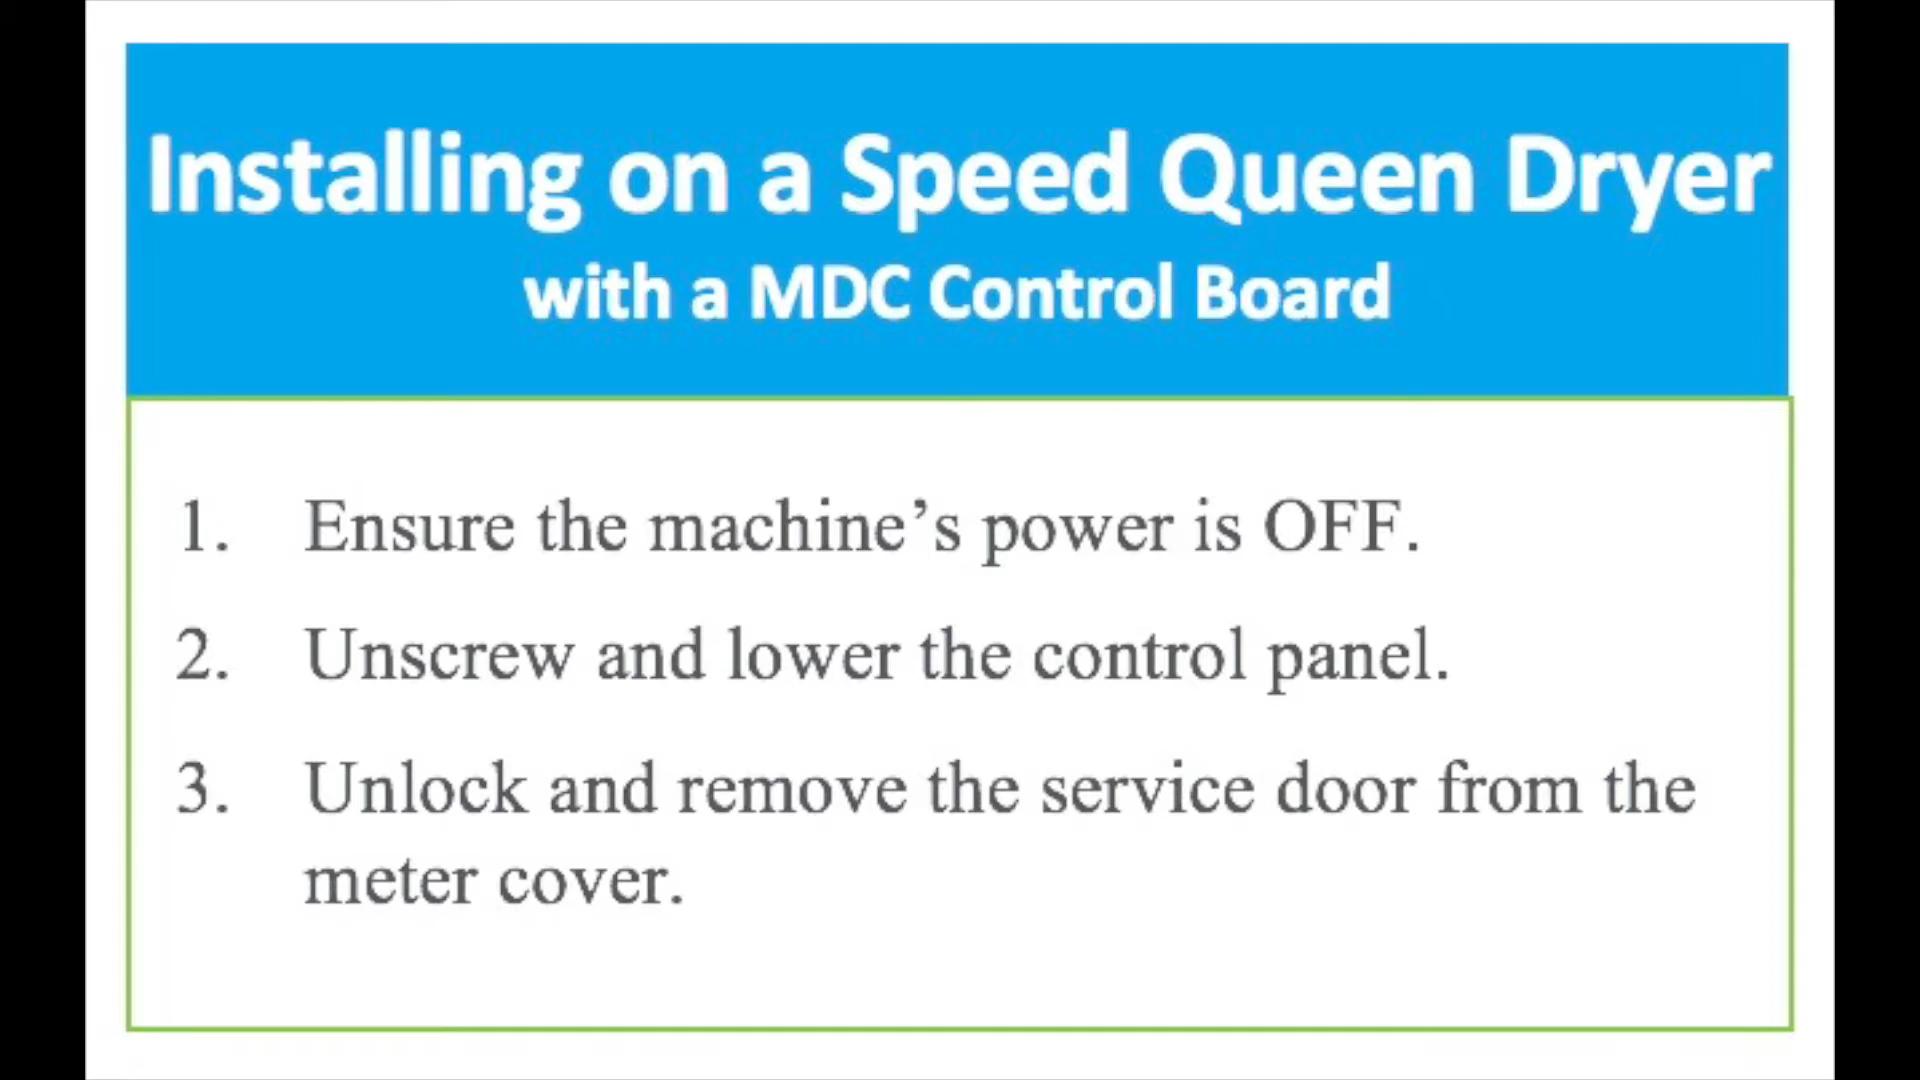 Installing on a Speed Queen Dryer
with a MDC Control Board
1. Ensure the machine’s power is OFF.
2. Unscrew and lower the control panel.
3. Unlock and remove the service door from the
meter cover.